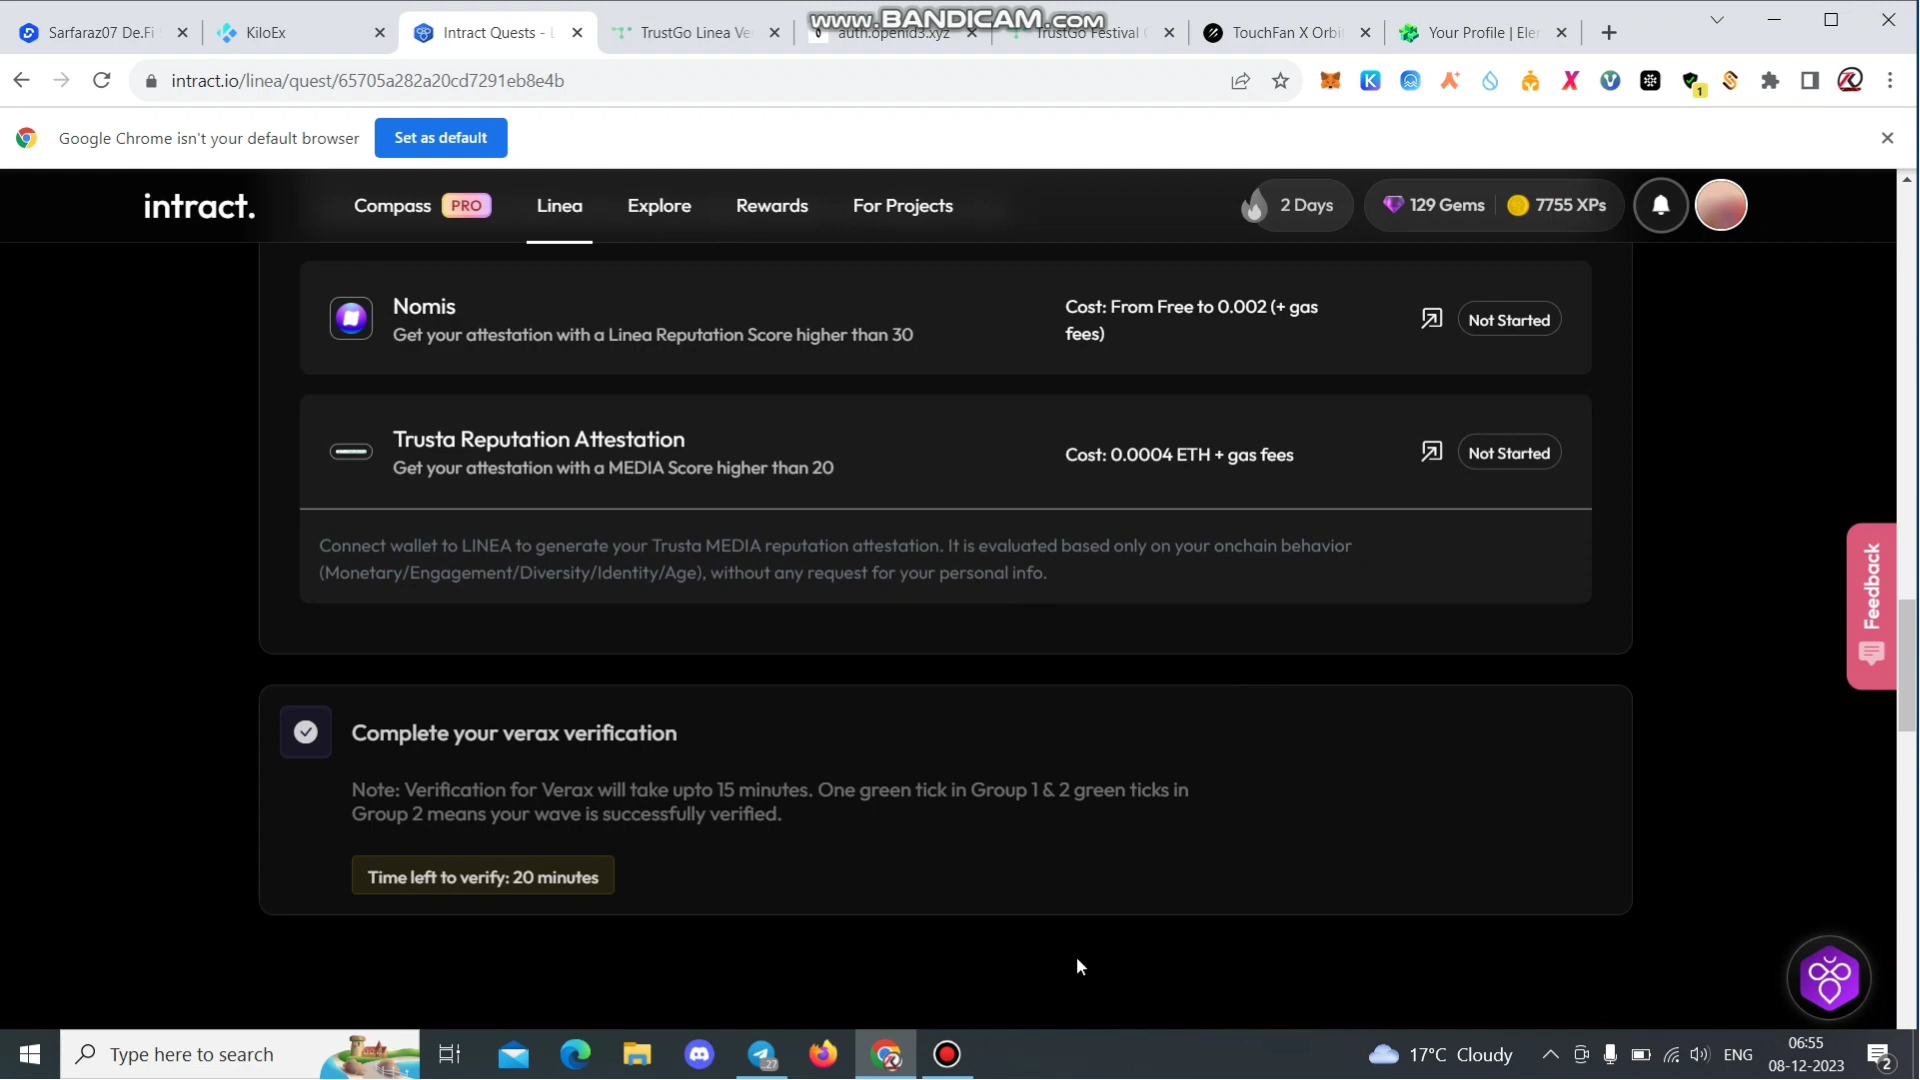 www.BANDICAM.com
Sarfaraz07 De.Fi
KiloEx
Intract Quests - L
TrustGo Linea Ve
auth.openid3.xyz
TrustGo Festival
TouchFan X Orbi
Your Profile | Ele
intract.io/linea/quest/65705a282a20cd7291eb8e4b
1
Google Chrome isn't your default browser
Set as default
intract.
Compass
PRO
Linea
Explore
Rewards
For Projects
2 Days
129 Gems
7755 XPs
Nomis
Get your attestation with a Linea Reputation Score higher than 30
Cost: From Free to 0.002 (+ gas
fees)
Not Started
Trusta Reputation Attestation
Get your attestation with a MEDIA Score higher than 20
Cost: 0.0004 ETH + gas fees
Not Started
Connect wallet to LINEA to generate your Trusta MEDIA reputation attestation. It is evaluated based only on your onchain behavior
(Monetary/Engagement/Diversity/Identity/Age), without any request for your personal info.
Feedback
Complete your verax verification
Note: Verification for Verax will take upto 15 minutes. One green tick in Group 1 & 2 green ticks in
Group 2 means your wave is successfully verified.
Time left to verify: 20 minutes
Type here to search
27
17°C Cloudy
ENG
06:55
08-12-2023
2